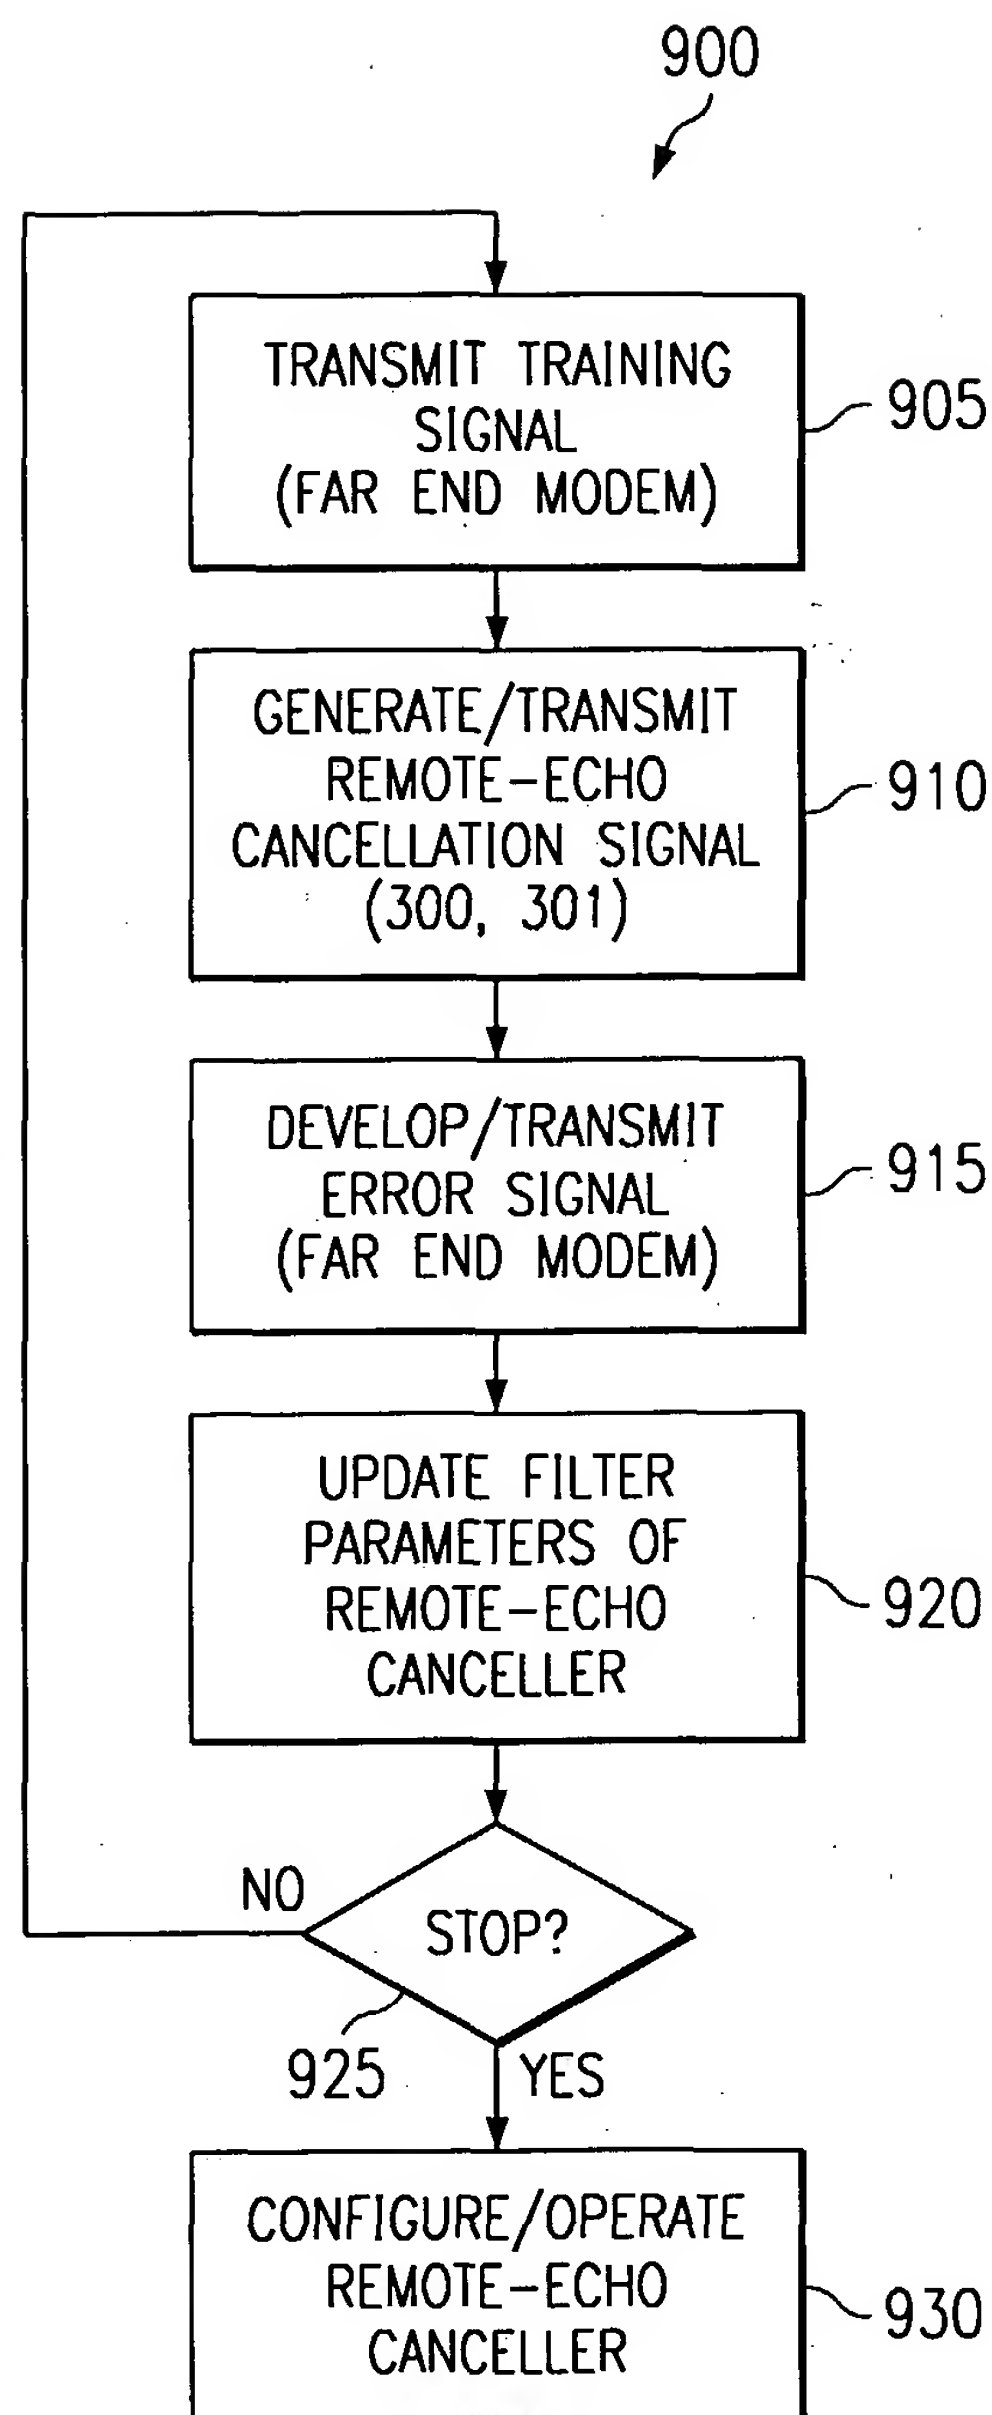 900
TRANSMIT TRAINING
SIGNAL
(FAR END MODEM)
905
GENERATE/TRANSMIT
REMOTE-ECHO
CANCELLATION SIGNAL
(300, 301)
910
DEVELOP/TRANSMIT
ERROR SIGNAL
(FAR END MODEM)
915
UPDATE FILTER
PARAMETERS OF
REMOTE-ECHO
CANCELLER
920
NO
STOP?
925
YES
CONFIGURE/OPERATE
REMOTE-ECHO
CANCELLER
930